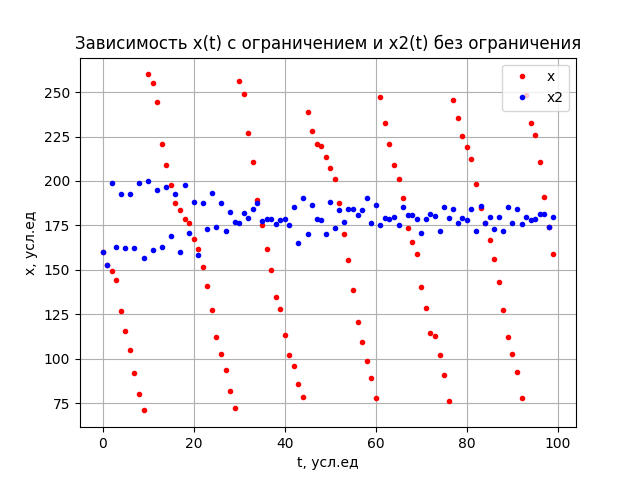 Зависимость x(t) с ограничением и x2(t) без ограничения
x
x2
x, усл.ед
250
225
200
175
150
125
100
75
0 20 40 60 80 100
t, усл.ед